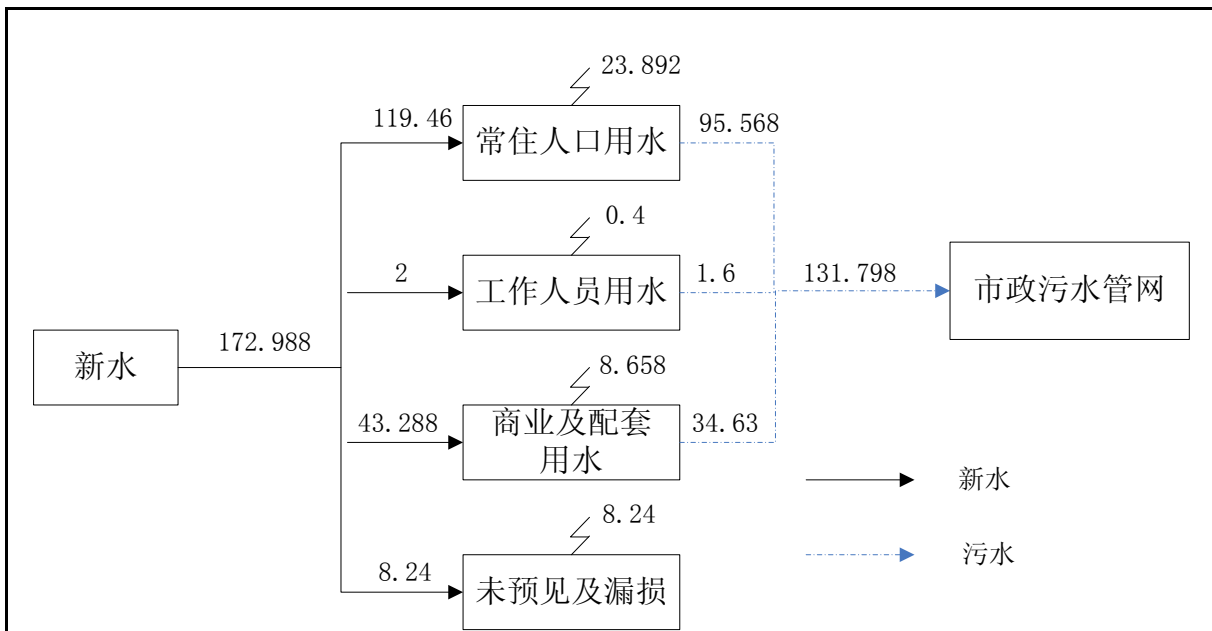 23.892
119.46
常住人口用水
95.568
0.4
2
工作人员用水
1.6
131.798
市政污水管网
新水
172.988
8.658
43.288
商业及配套
用水
34.63
新水
8.24
8.24
未预见及漏损
污水